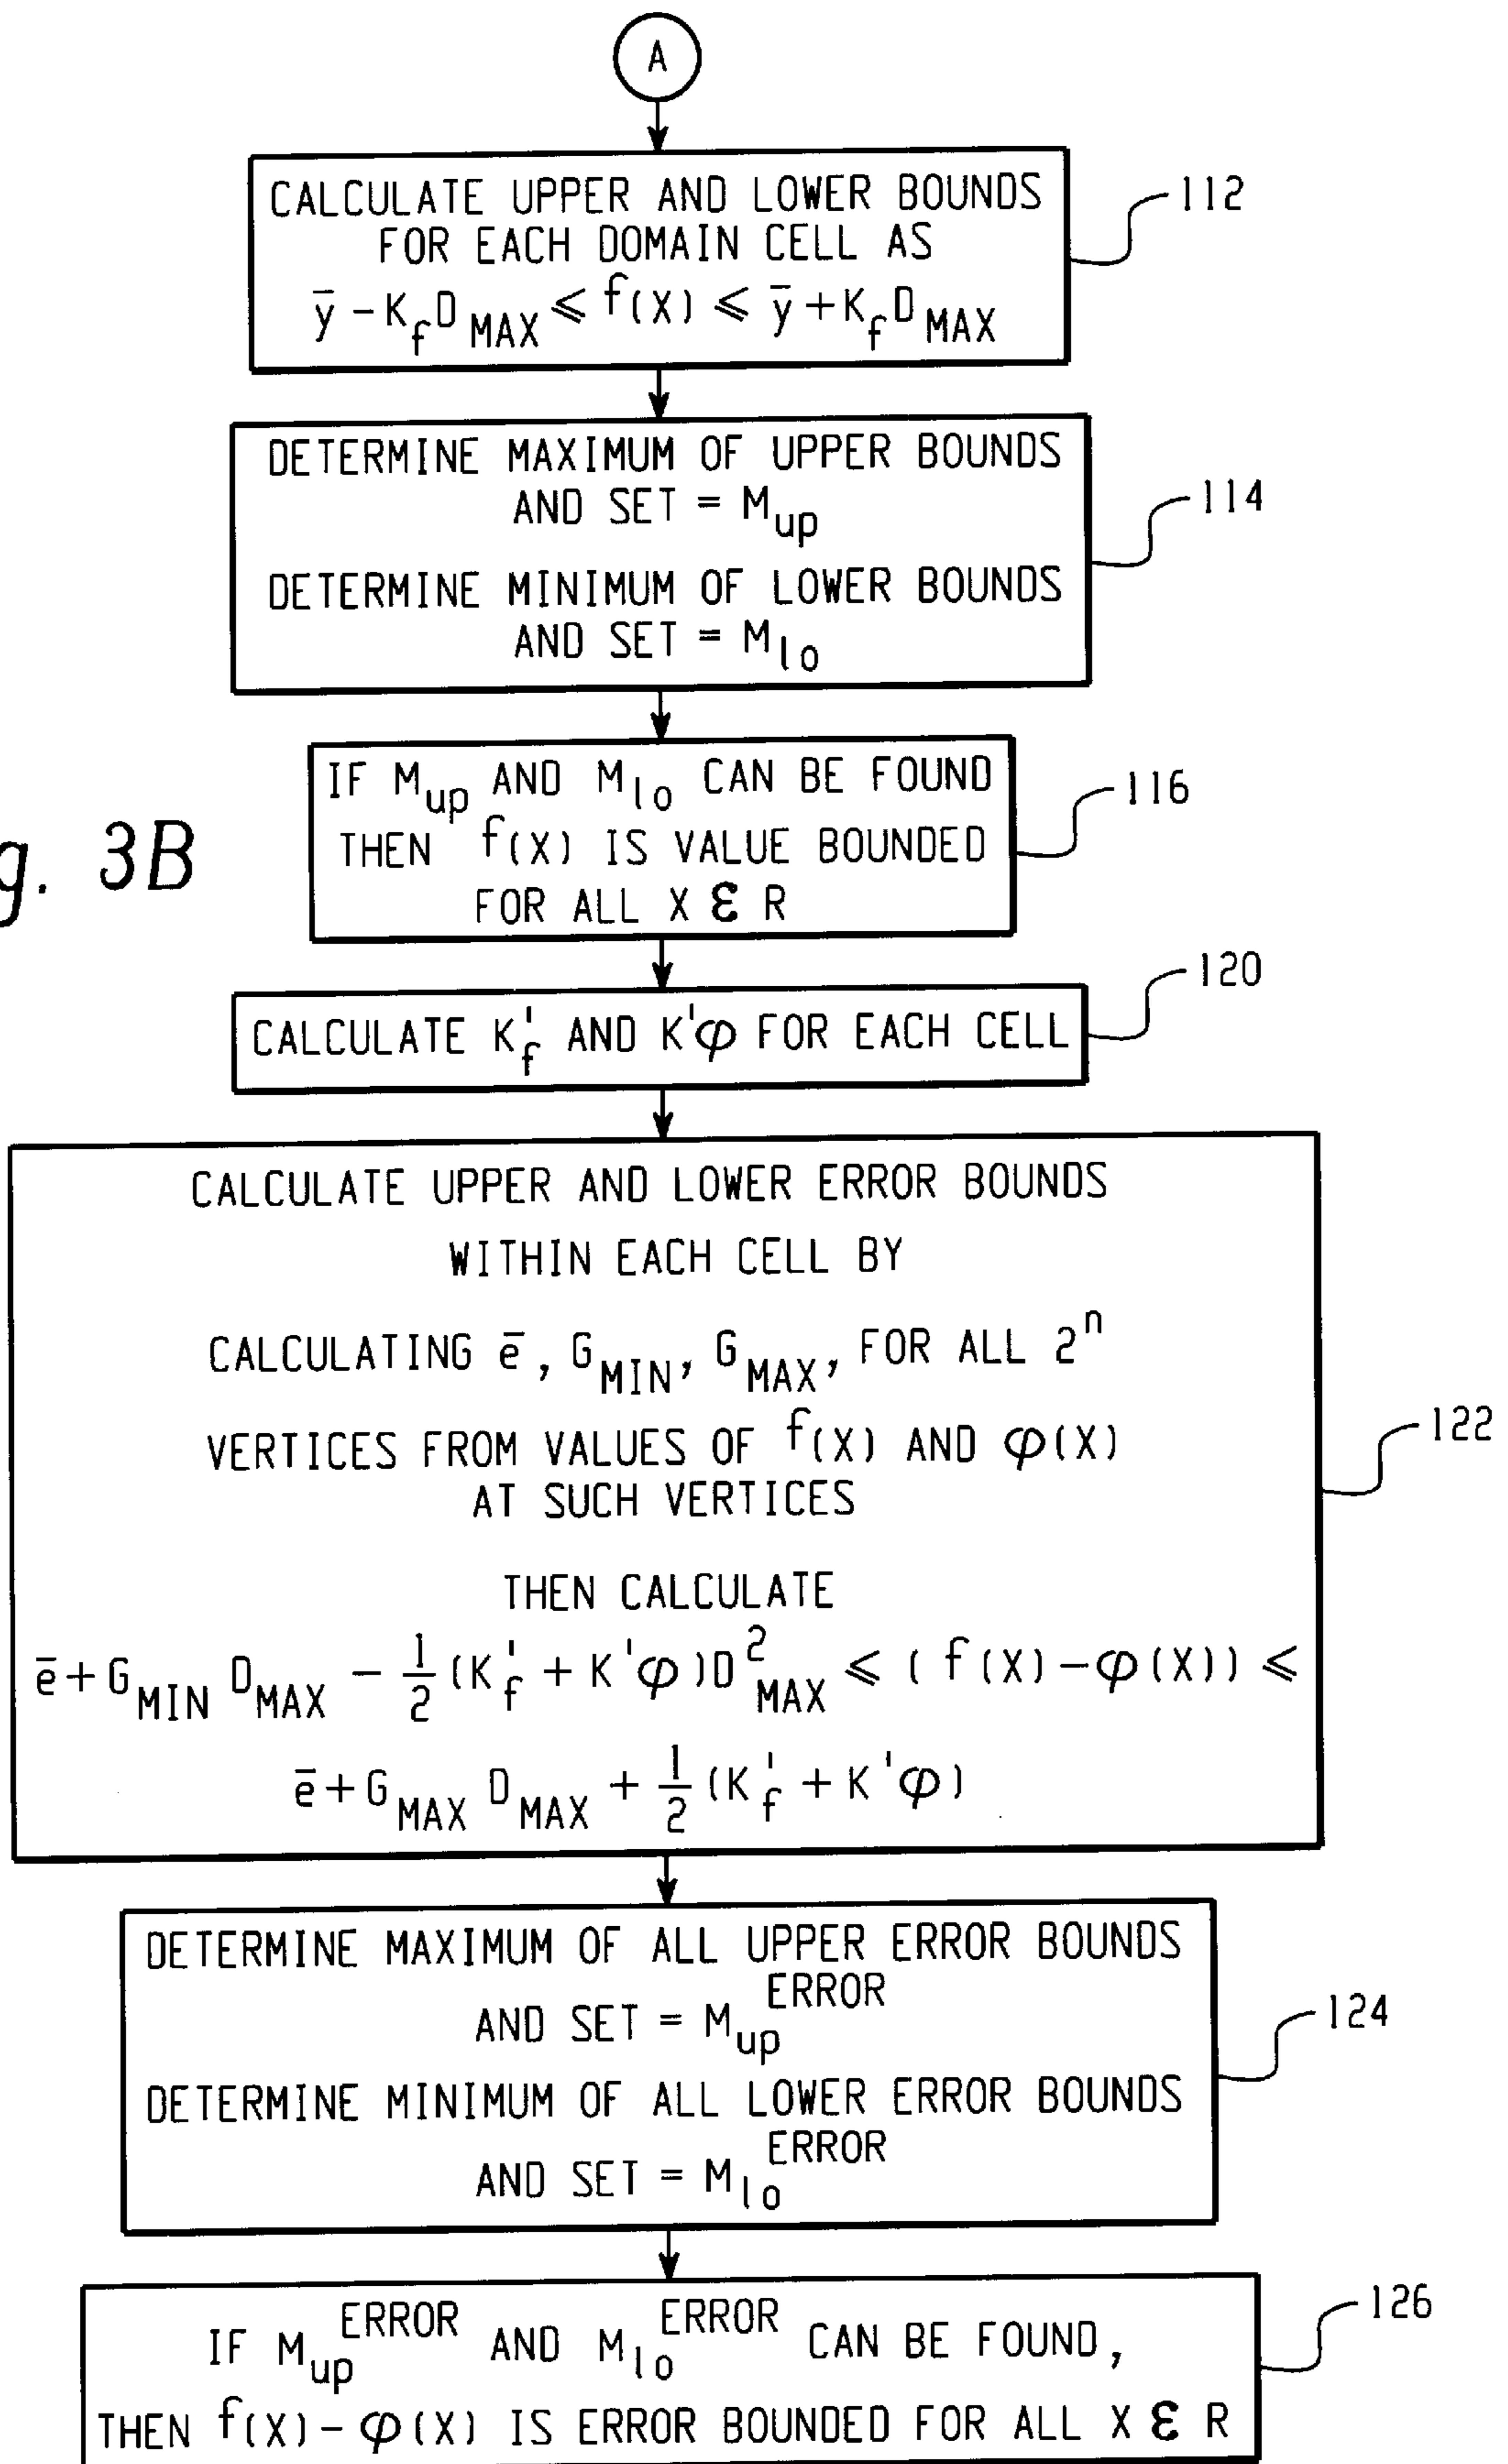 A
CALCULATE UPPER AND LOWER BOUNDS
FOR EACH DOMAIN CELL AS
ȳ − K_f D_MAX ⩽ f(X) ⩽ ȳ + K_f D_MAX
112
DETERMINE MAXIMUM OF UPPER BOUNDS
AND SET = M_up
DETERMINE MINIMUM OF LOWER BOUNDS
AND SET = M_lo
114
IF M_up AND M_lo CAN BE FOUND
THEN f(X) IS VALUE BOUNDED
FOR ALL X ε R
116
g. 3B
CALCULATE K'_f AND K'φ FOR EACH CELL
120
CALCULATE UPPER AND LOWER ERROR BOUNDS
WITHIN EACH CELL BY
CALCULATING ē, G_MIN, G_MAX, FOR ALL 2^n
VERTICES FROM VALUES OF f(X) AND φ(X)
AT SUCH VERTICES
THEN CALCULATE
ē + G_MIN D_MAX − 1/2 (K'_f + K'φ)D^2_MAX ⩽ (f(X) − φ(X)) ⩽
ē + G_MAX D_MAX + 1/2 (K'_f + K'φ)
122
DETERMINE MAXIMUM OF ALL UPPER ERROR BOUNDS
AND SET = M_up^ERROR
DETERMINE MINIMUM OF ALL LOWER ERROR BOUNDS
AND SET = M_lo^ERROR
124
IF M_up^ERROR AND M_lo^ERROR CAN BE FOUND,
THEN f(X) − φ(X) IS ERROR BOUNDED FOR ALL X ε R
126